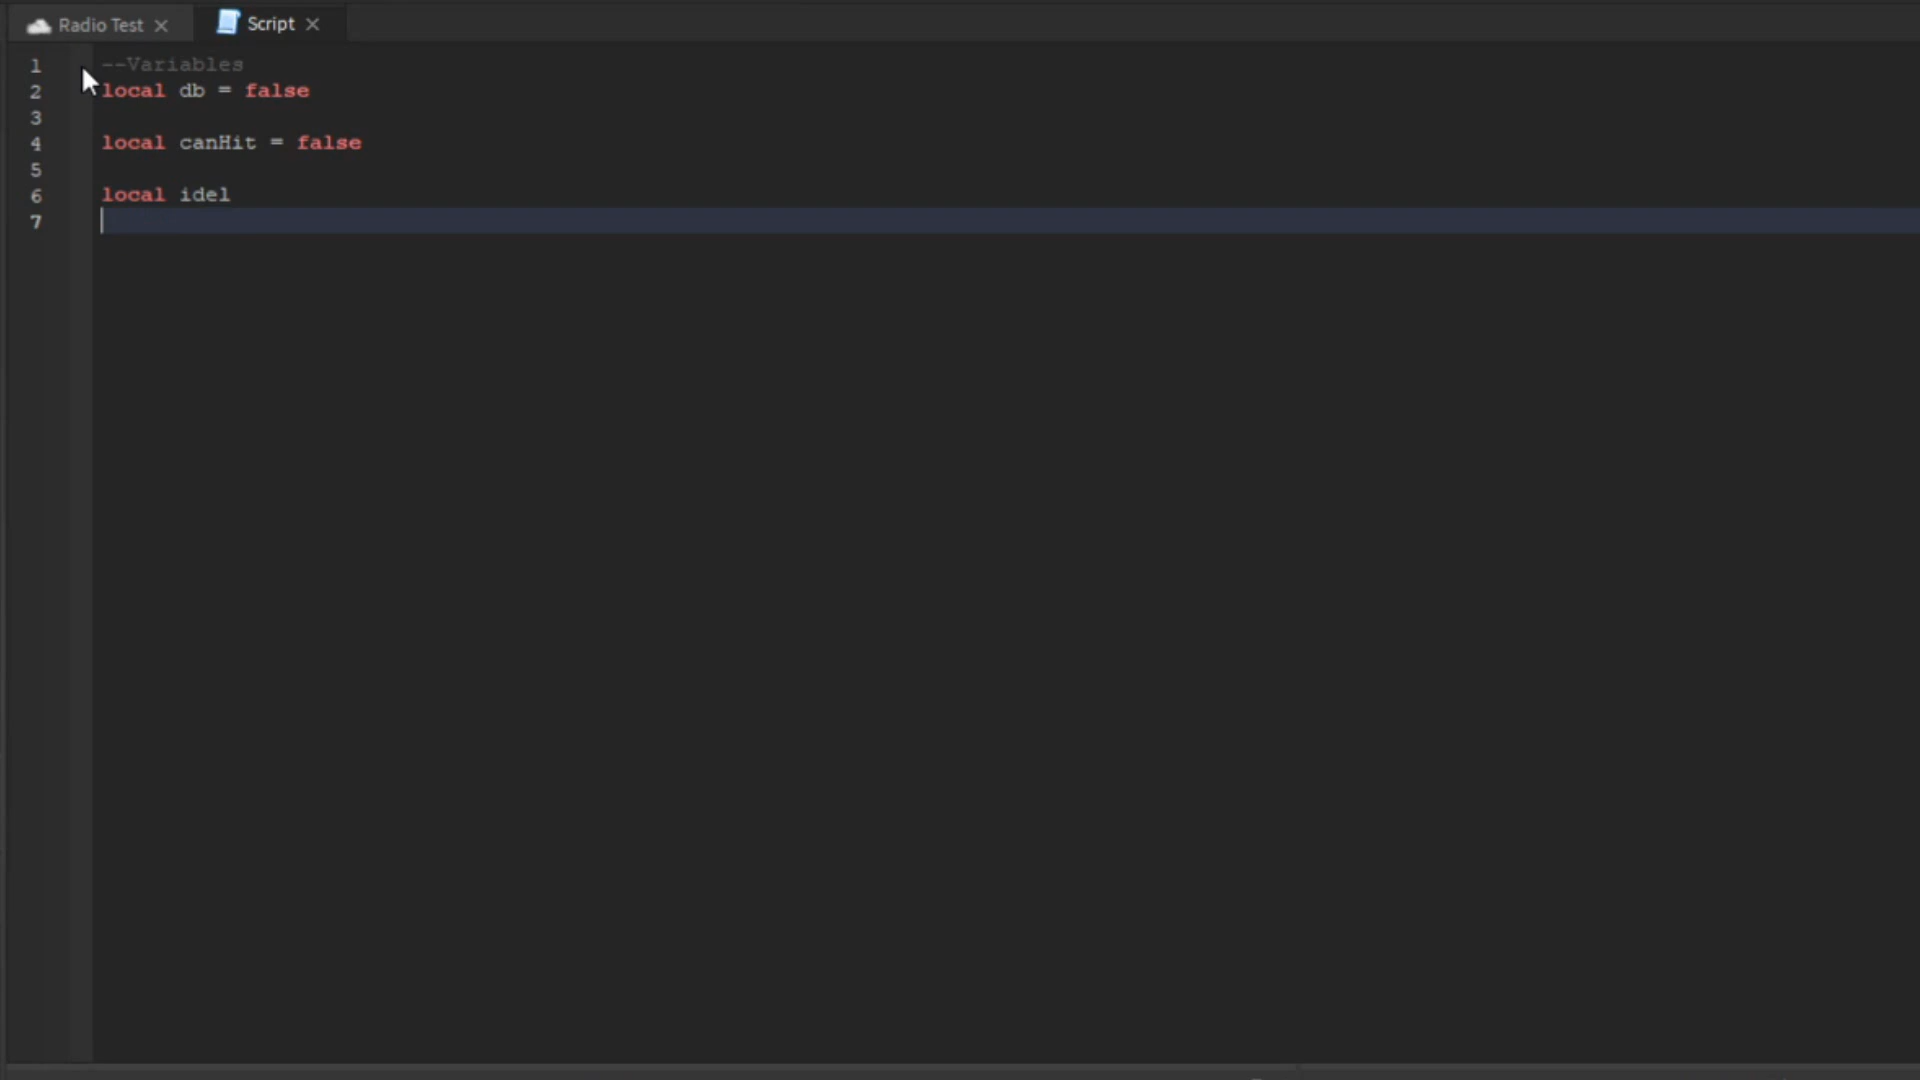 Radio Test
Script
1 --Variables
2 local db = false
3
4 local canHit = false
5
6 local idel
7